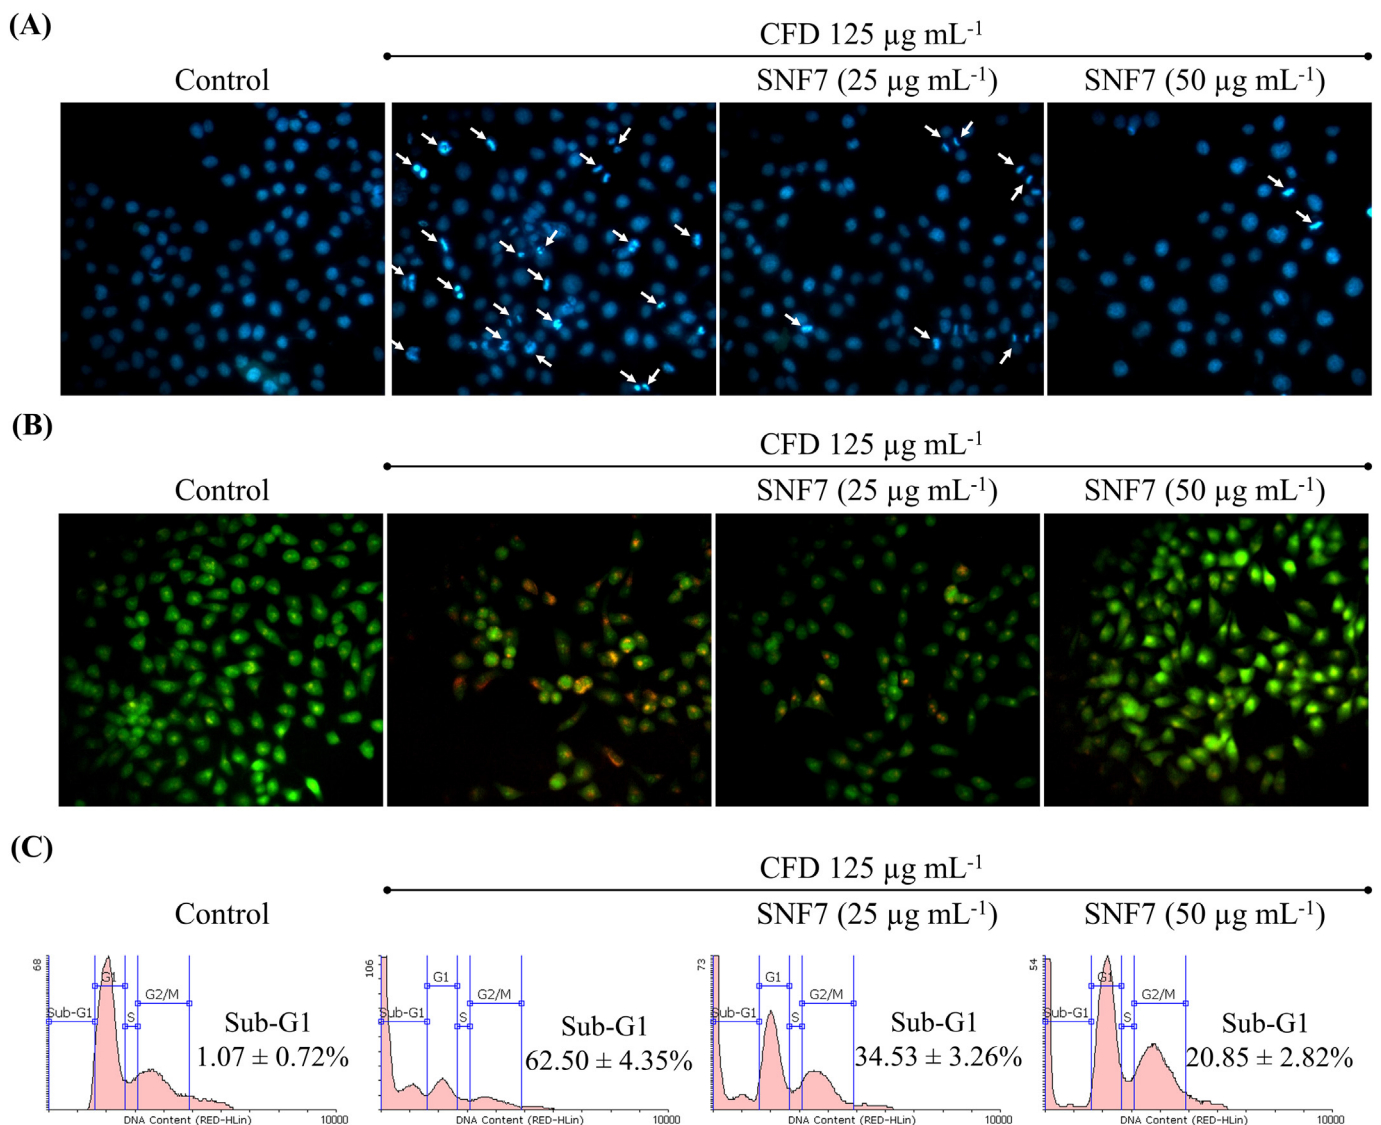 (A)
CFD 125 µg mL⁻¹
Control
SNF7 (25 µg mL⁻¹)
SNF7 (50 µg mL⁻¹)
(B)
CFD 125 µg mL⁻¹
Control
SNF7 (25 µg mL⁻¹)
SNF7 (50 µg mL⁻¹)
(C)
CFD 125 µg mL⁻¹
Control
SNF7 (25 µg mL⁻¹)
SNF7 (50 µg mL⁻¹)
68
G1
G2/M
Sub-G1
S
Sub-G1
1.07 ± 0.72%
DNA Content (RED-HLin)
10000
106
G1
G2/M
Sub-G1
S
Sub-G1
62.50 ± 4.35%
DNA Content (RED-HLin)
10000
73
G1
G2/M
Sub-G1
S
Sub-G1
34.53 ± 3.26%
DNA Content (RED-HLin)
10000
54
G1
G2/M
Sub-G1
S
Sub-G1
20.85 ± 2.82%
DNA Content (RED-HLin)
10000